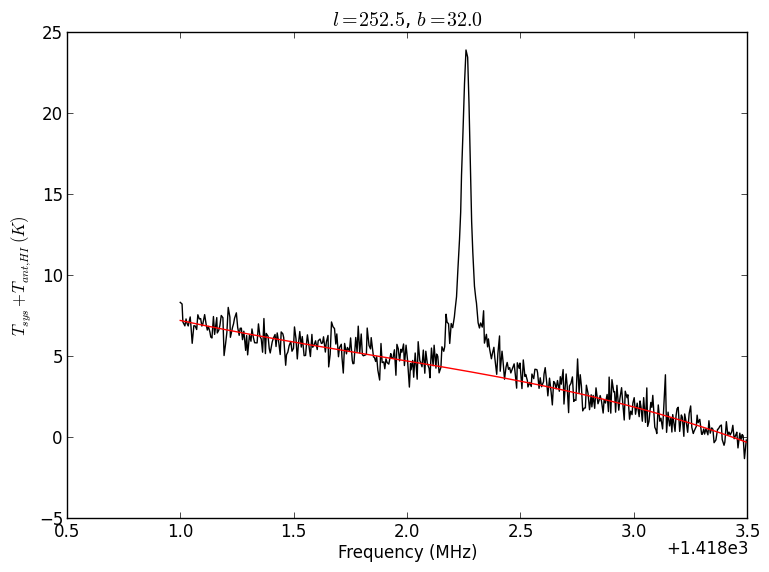 l = 252.5, b = 32.0
25
20
15
10
5
0
−5
T_sys + T_ant,HI (K)
0.5 1.0 1.5 2.0 2.5 3.0 3.5
+1.418e3
Frequency (MHz)